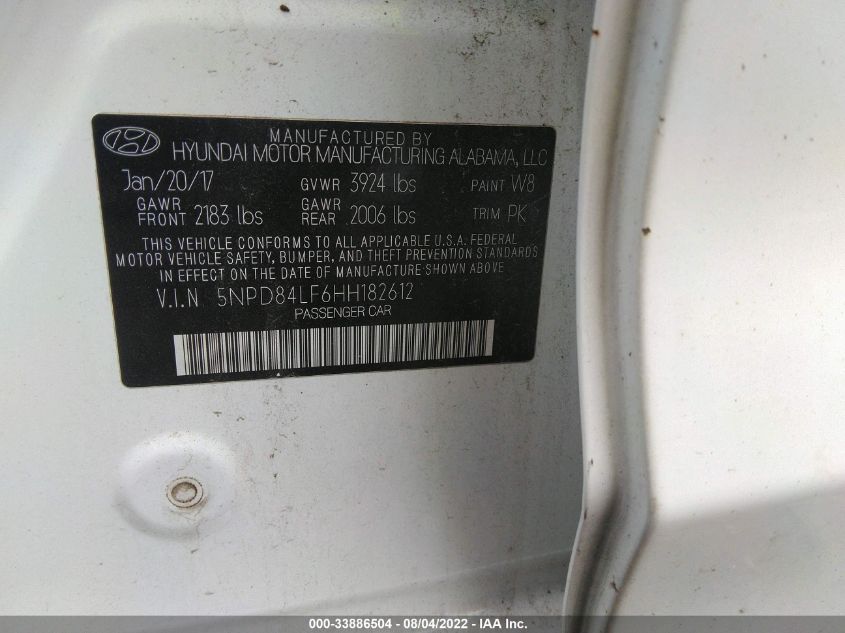 MANUFACTURED BY
HYUNDAI MOTOR MANUFACTURING ALABAMA, LLC
Jan/20/17 GVWR 3924 lbs PAINT W8
GAWR FRONT 2183 lbs GAWR REAR 2006 lbs TRIM PK
THIS VEHICLE CONFORMS TO ALL APPLICABLE U.S.A. FEDERAL
MOTOR VEHICLE SAFETY, BUMPER, AND THEFT PREVENTION STANDARDS
IN EFFECT ON THE DATE OF MANUFACTURE SHOWN ABOVE
V.I.N 5NPD84LF6HH182612
PASSENGER CAR
000-33886504 - 08/04/2022 - IAA Inc.